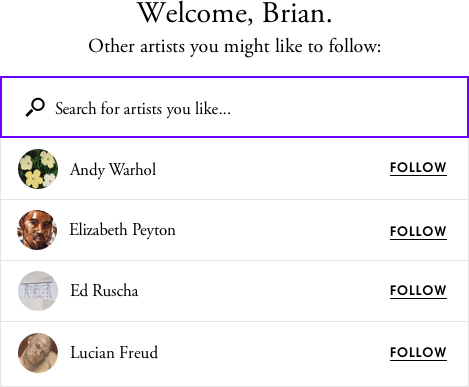 Welcome, Brian.
Other artists you might like to follow:
Search for artists you like...
Andy Warhol FOLLOW
Elizabeth Peyton FOLLOW
Ed Ruscha FOLLOW
Lucian Freud FOLLOW